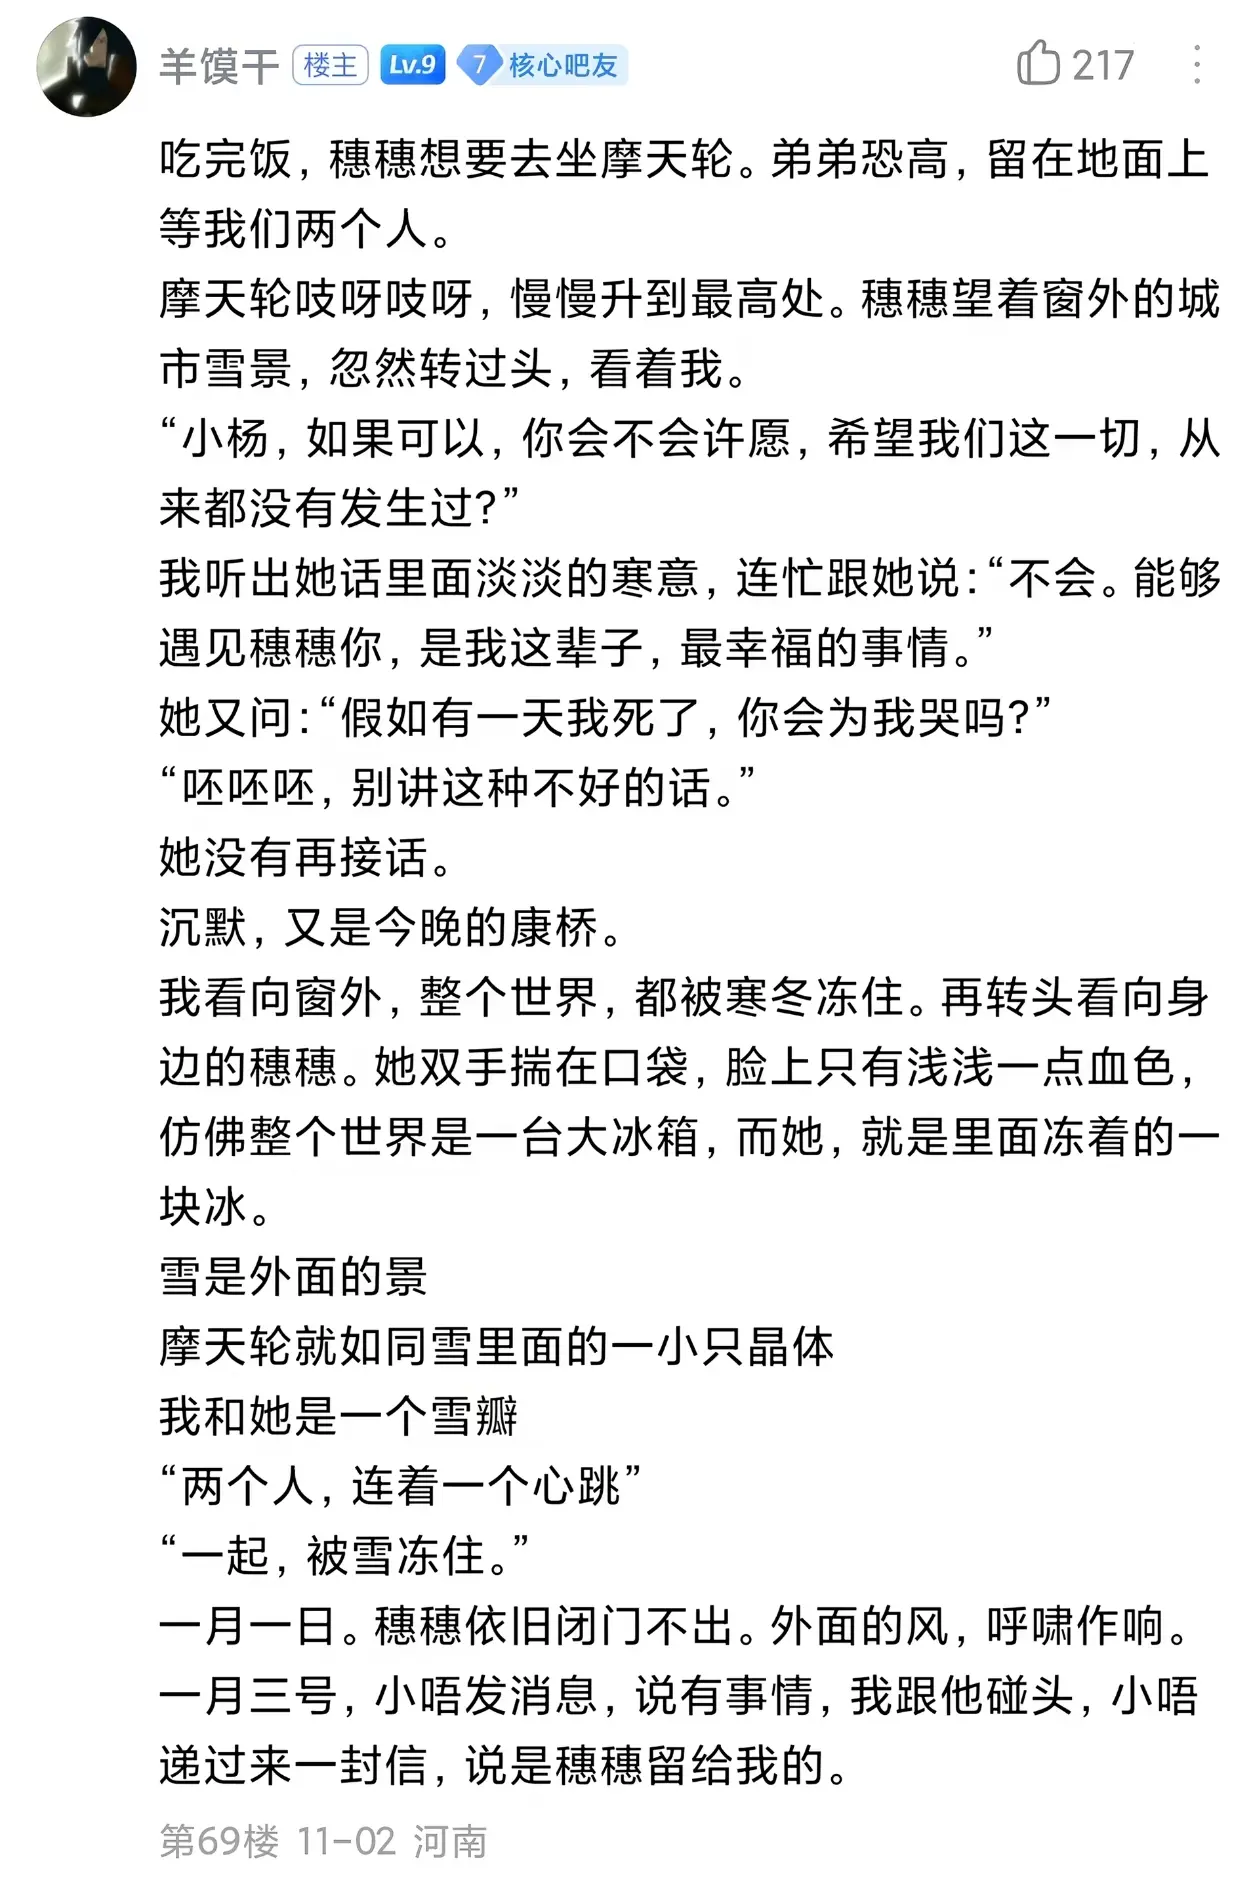 羊馍干 楼主 Lv.9 7 核心吧友 217
吃完饭，穗穗想要去坐摩天轮。弟弟恐高，留在地面上
等我们两个人。
摩天轮吱呀吱呀，慢慢升到最高处。穗穗望着窗外的城
市雪景，忽然转过头，看着我。
“小杨，如果可以，你会不会许愿，希望我们这一切，从
来都没有发生过？”
我听出她话里面淡淡的寒意，连忙跟她说：“不会。能够
遇见穗穗你，是我这辈子，最幸福的事情。”
她又问：“假如有一天我死了，你会为我哭吗？”
“呸呸呸，别讲这种不好的话。”
她没有再接话。
沉默，又是今晚的康桥。
我看向窗外，整个世界，都被寒冬冻住。再转头看向身
边的穗穗。她双手揣在口袋，脸上只有浅浅一点血色，
仿佛整个世界是一台大冰箱，而她，就是里面冻着的一
块冰。
雪是外面的景
摩天轮就如同雪里面的一小只晶体
我和她是一个雪瓣
“两个人，连着一个心跳”
“一起，被雪冻住。”
一月一日。穗穗依旧闭门不出。外面的风，呼啸作响。
一月三号，小唔发消息，说有事情，我跟他碰头，小唔
递过来一封信，说是穗穗留给我的。
第69楼 11-02 河南